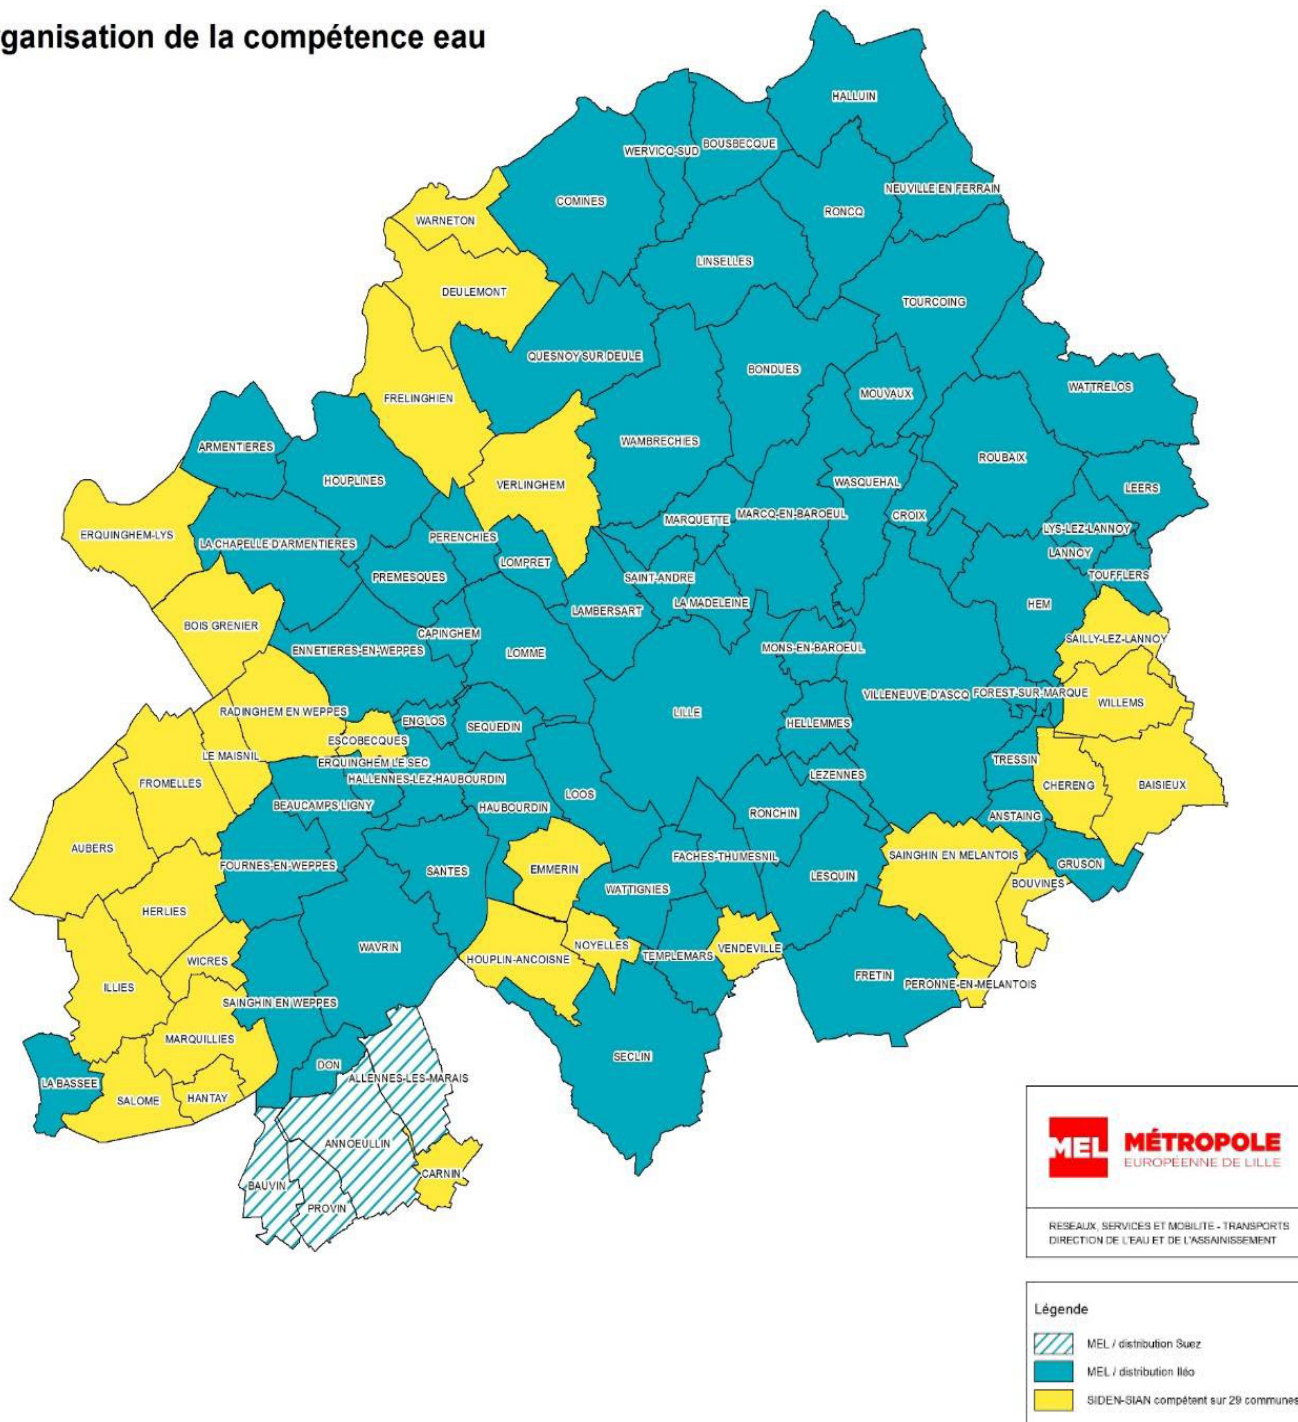 ganisation de la compétence eau
HALLUIN
WERVICQ-SUD
BOUSBECQUE
NEUVILLE EN FERRAIN
COMINES
RONCQ
WARNETON
LINSELLES
DEULEMONT
TOURCOING
QUESNOY SUR DEULE
BONDUES
WATTRELOS
MOUVAUX
FRELINGHIEN
ARMENTIERES
WAMBRECHIES
ROUBAIX
HOUPLINES
VERLINGHEM
WASQUEHAL
LEERS
MARQUETTE
MARCQ-EN-BAROEUL
CROIX
LYS-LEZ-LANNOY
ERQUINGHEM-LYS
PERENCHIES
LA CHAPELLE D'ARMENTIERES
LANNOY
LOMPRET
PREMESQUES
SAINT-ANDRE
TOUFFLERS
LA MADELEINE
HEM
LAMBERSART
BOIS GRENIER
CAPINGHEM
SAILLY-LEZ-LANNOY
ENNETIERES-EN-WEPPES
LOMME
MONS-EN-BAROEUL
VILLENEUVE D'ASCQ
FOREST-SUR-MARQUE
WILLEMS
RADINGHEM EN WEPPES
LILLE
ENGLOS
SEQUEDIN
HELLEMMES
ESCOBECQUES
LE MAISNIL
ERQUINGHEM LE SEC
TRESSIN
FROMELLES
HALLENNES-LEZ-HAUBOURDIN
LEZENNES
CHERENG
BAISIEUX
LOOS
BEAUCAMPS LIGNY
HAUBOURDIN
RONCHIN
ANSTAING
AUBERS
FACHES-THUMESNIL
SAINGHIN EN MELANTOIS
FOURNES-EN-WEPPES
GRUSON
SANTES
EMMERIN
LESQUIN
BOUVINES
WATTIGNIES
HERLIES
WAVRIN
NOYELLES
VENDEVILLE
HOUPLIN-ANCOISNE
TEMPLEMARS
WICRES
FRETIN
PERONNE-EN-MELANTOIS
ILLIES
SAINGHIN EN WEPPES
MARQUILLIES
SECLIN
DON
LA BASSEE
ALLENNES-LES-MARAIS
SALOME
HANTAY
ANNOEULLIN
CARNIN
BAUVIN
PROVIN
MEL MÉTROPOLE
EUROPÉENNE DE LILLE
RESEAUX, SERVICES ET MOBILITE - TRANSPORTS
DIRECTION DE L'EAU ET DE L'ASSAINISSEMENT
Légende
MEL / distribution Suez
MEL / distribution Iléo
SIDEN-SIAN compétent sur 29 communes